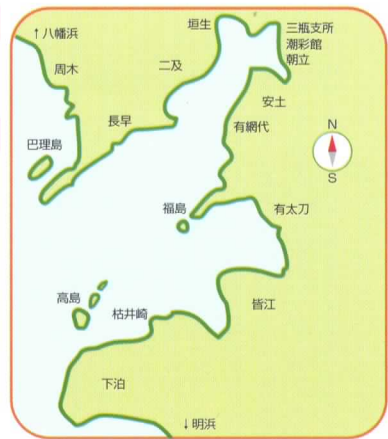 ↑八幡浜
周木
垣生
三瓶支所
潮彩館
朝立
二及
安土
長早
有網代
巴理島
N
S
福島
有太刀
高島
枯井崎
皆江
下泊
↓明浜